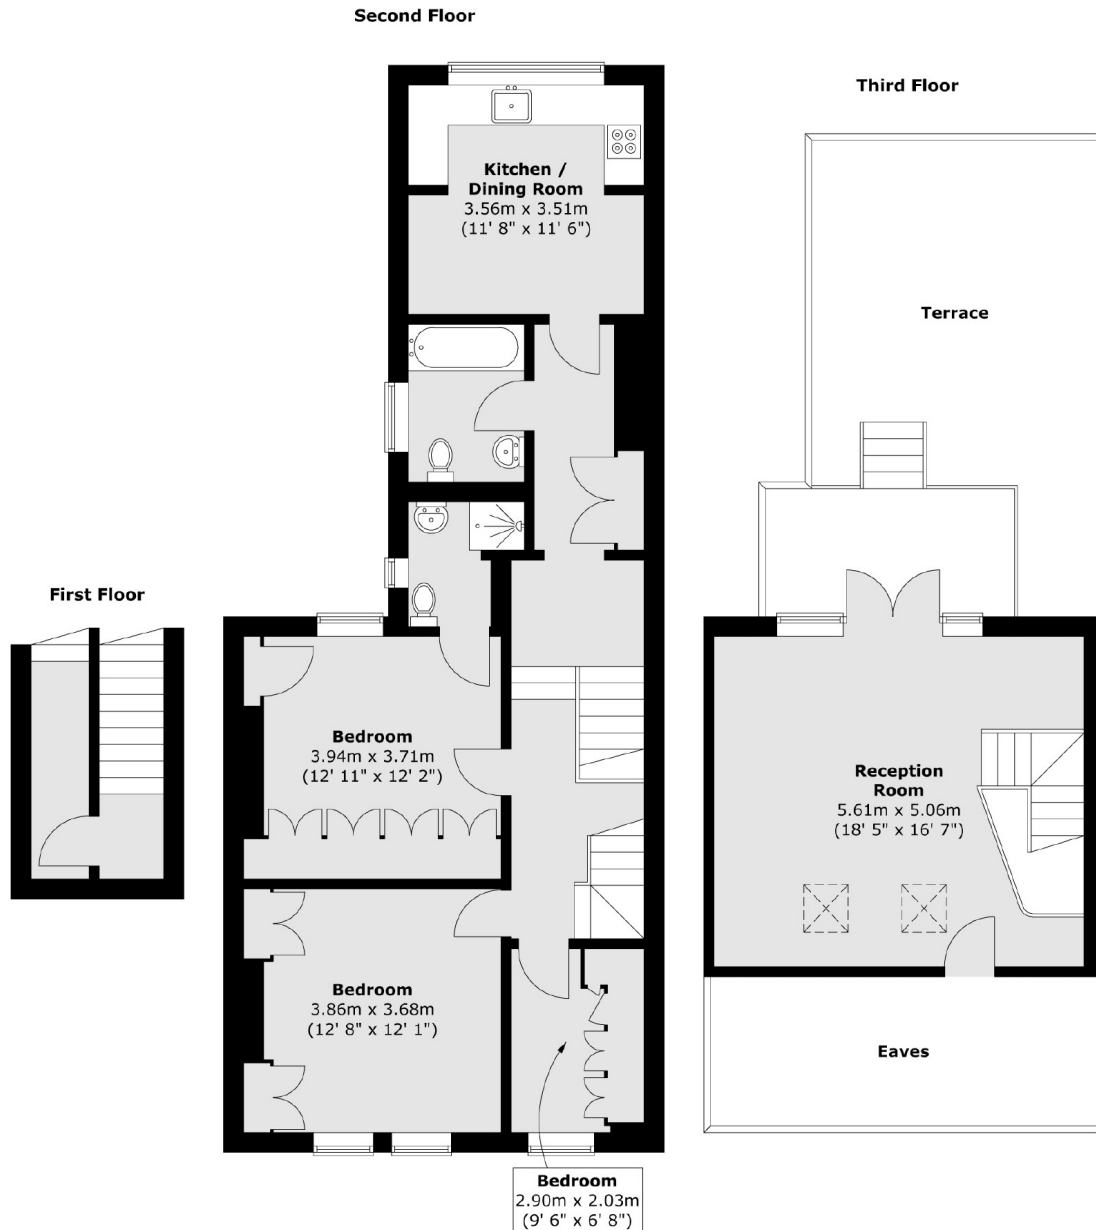 Second Floor
Kitchen /
Dining Room
3.56m x 3.51m
(11' 8" x 11' 6")
Bedroom
3.94m x 3.71m
(12' 11" x 12' 2")
Bedroom
3.86m x 3.68m
(12' 8" x 12' 1")
Bedroom
2.90m x 2.03m
(9' 6" x 6' 8")
First Floor
Third Floor
Terrace
Reception
Room
5.61m x 5.06m
(18' 5" x 16' 7")
Eaves